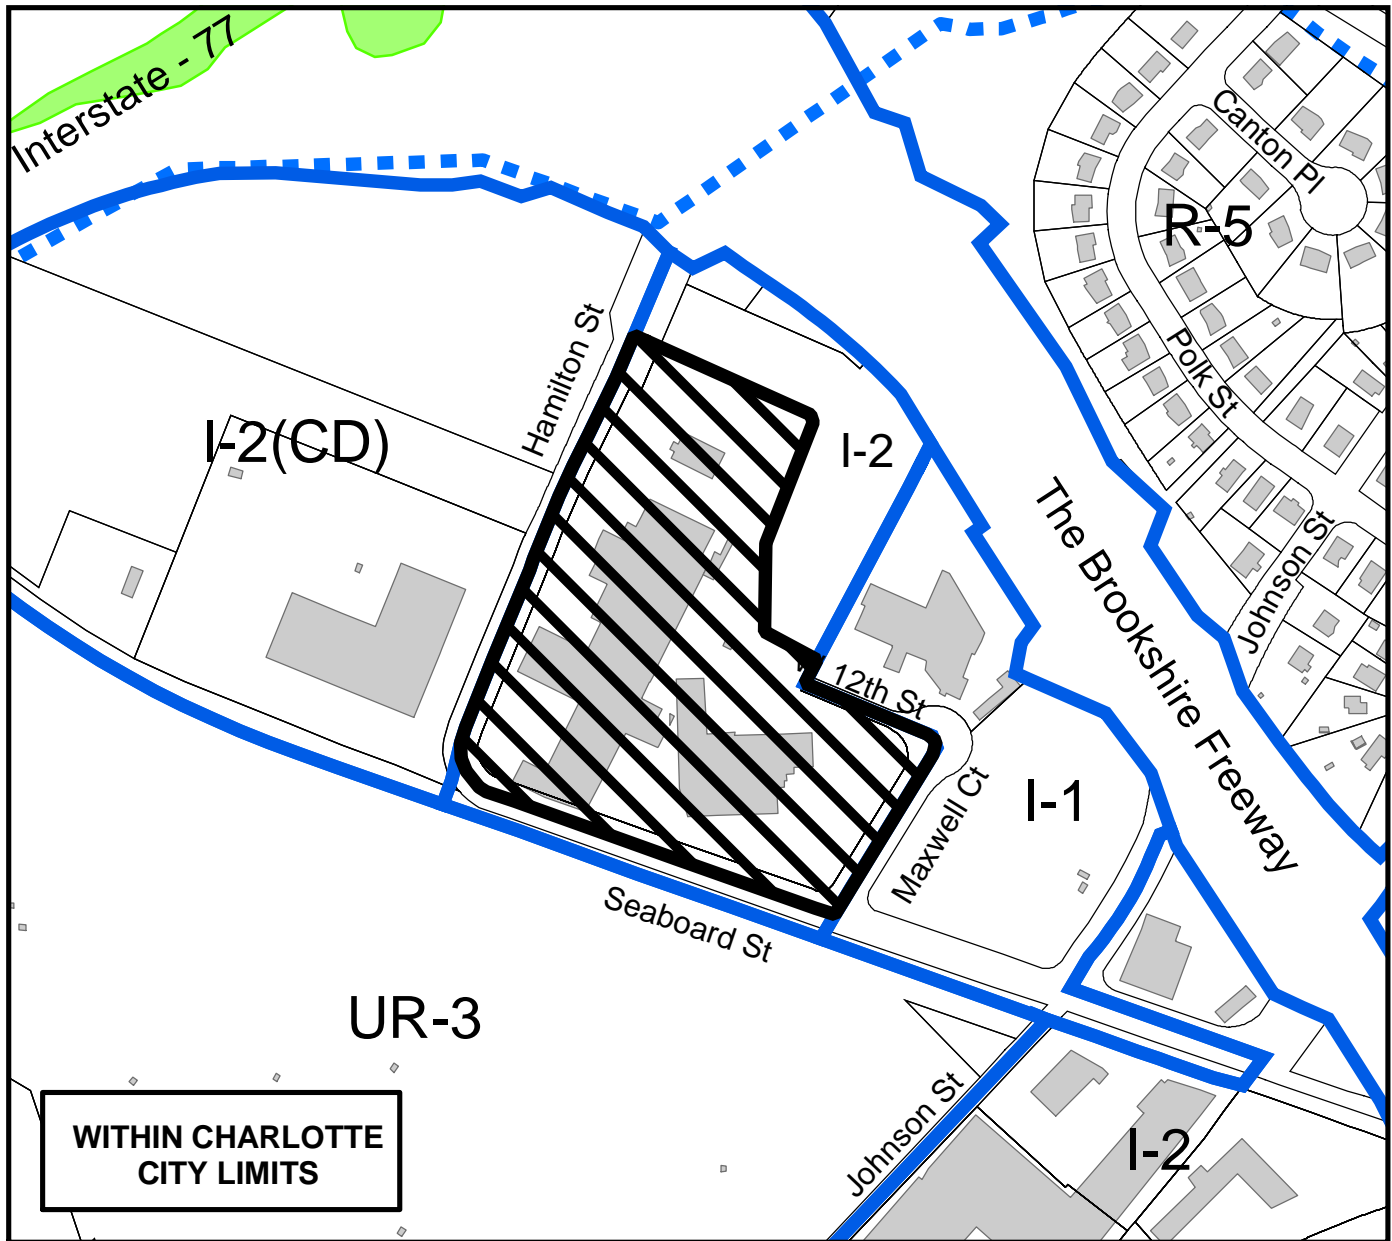 Interstate - 77
Canton Pl
R-5
Hamilton St
Polk St
I-2(CD)
I-2
The Brookshire Freeway
Johnson St
12th St
Maxwell Ct
I-1
Seaboard St
UR-3
Johnson St
I-2
WITHIN CHARLOTTE
CITY LIMITS